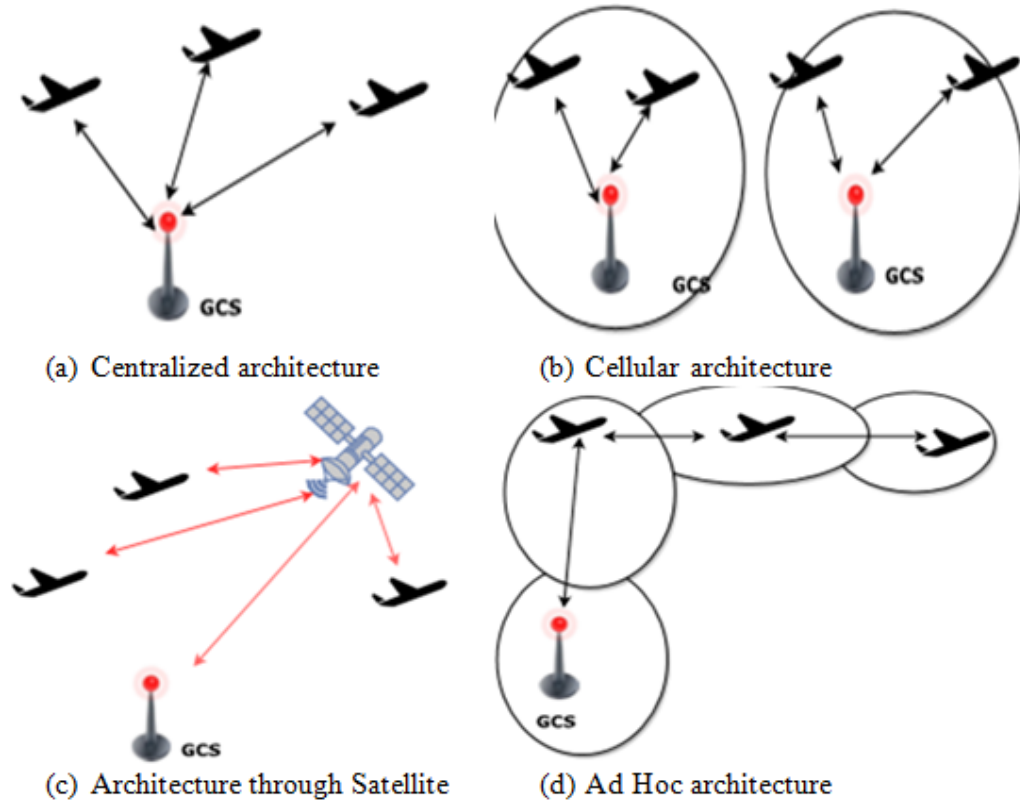 GCS
GCS
GCS
(a) Centralized architecture
(b) Cellular architecture
GCS
GCS
(c) Architecture through Satellite
(d) Ad Hoc architecture